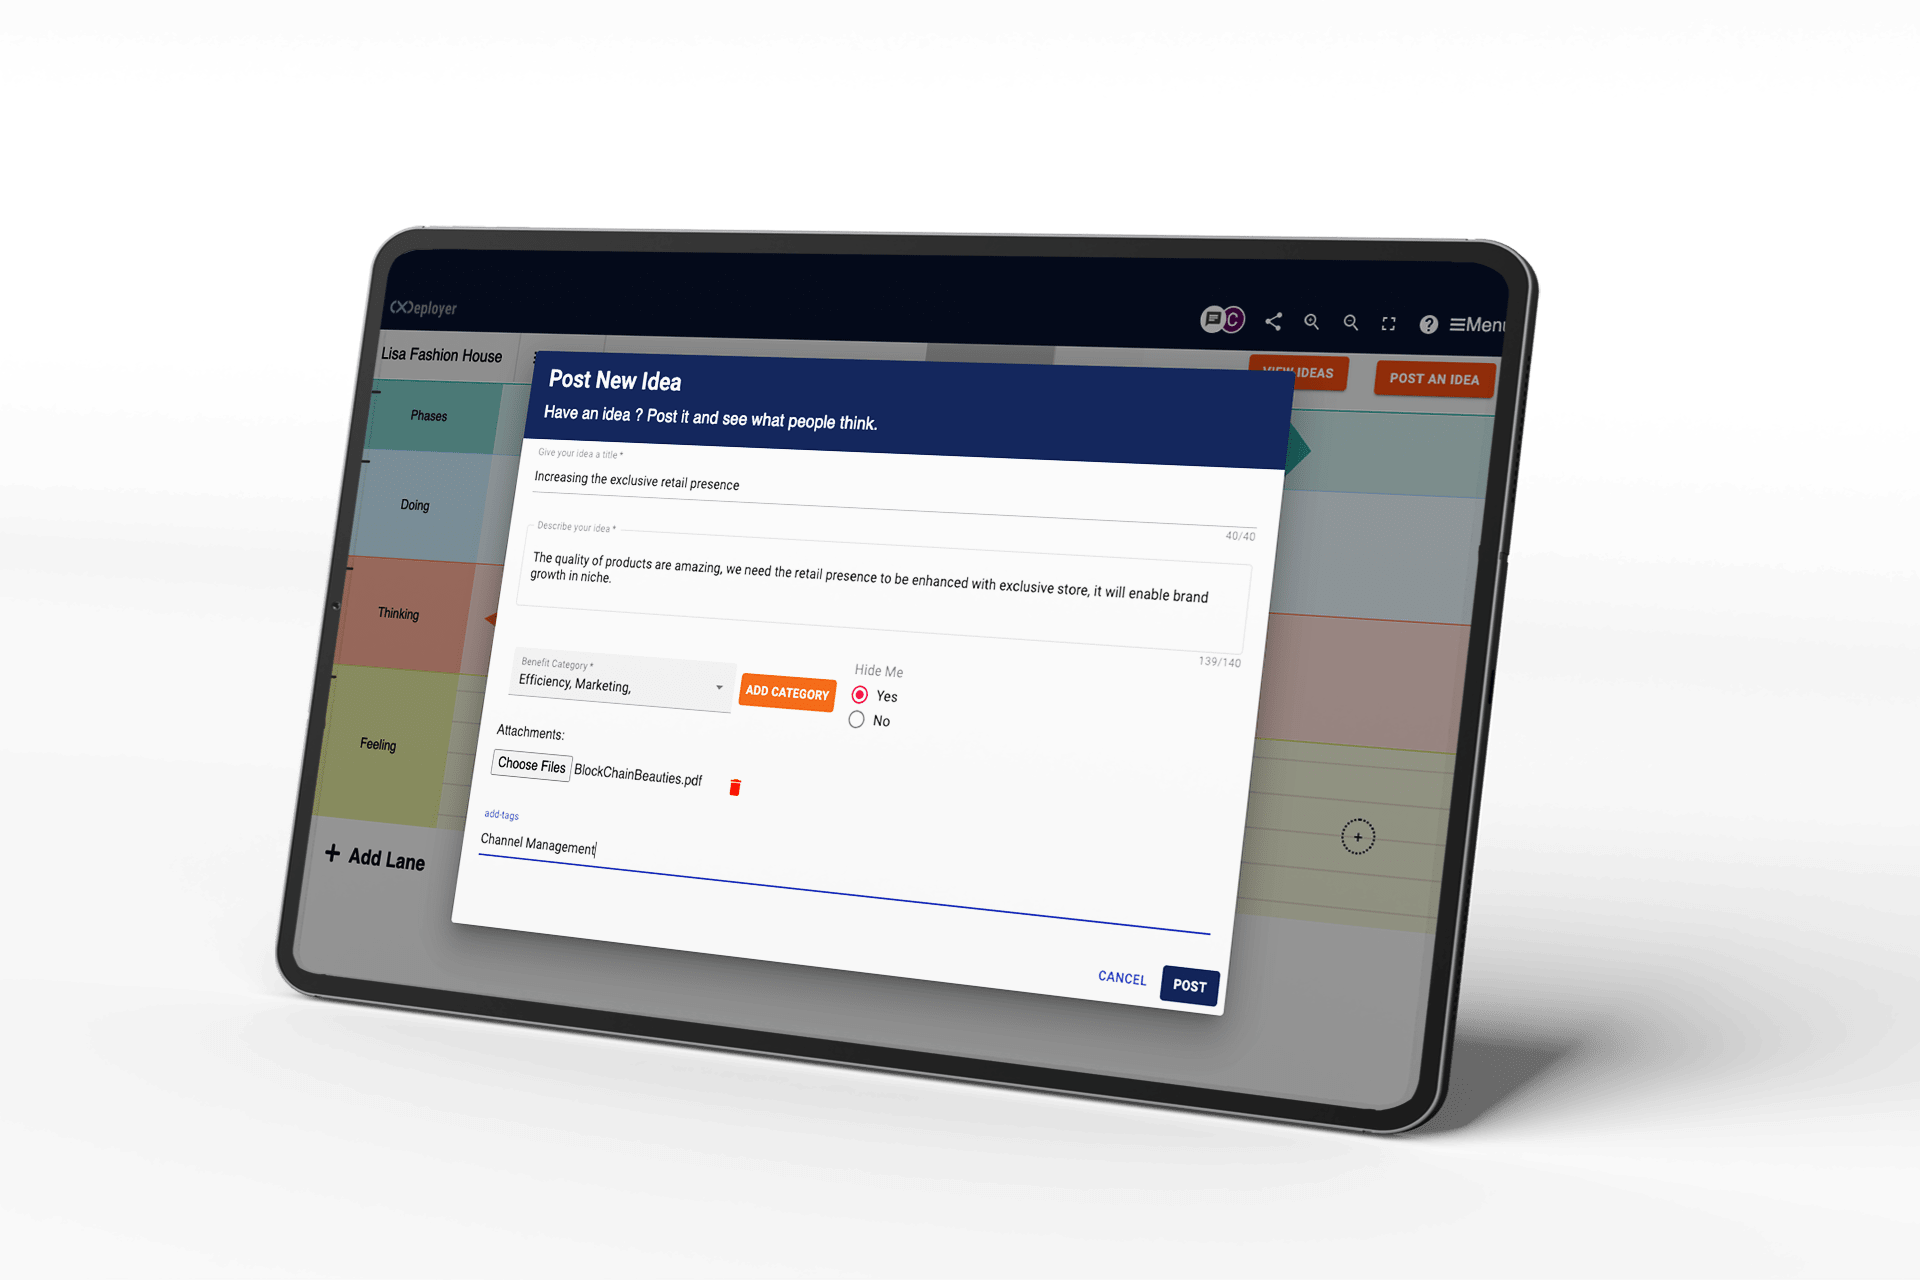 eployer
C
?
Menu
Lisa Fashion House
VIEW IDEAS
POST AN IDEA
Post New Idea
Have an idea ? Post it and see what people think.
Phases
Give your idea a title *
Increasing the exclusive retail presence
40/40
Doing
Describe your idea *
The quality of products are amazing, we need the retail presence to be enhanced with exclusive store, it will enable brand
growth in niche.
139/140
Thinking
Benefit Category *
Efficiency, Marketing,
ADD CATEGORY
Hide Me
Yes
No
Feeling
Attachments:
Choose Files BlockChainBeauties.pdf
add-tags
Channel Management
+ Add Lane
CANCEL
POST